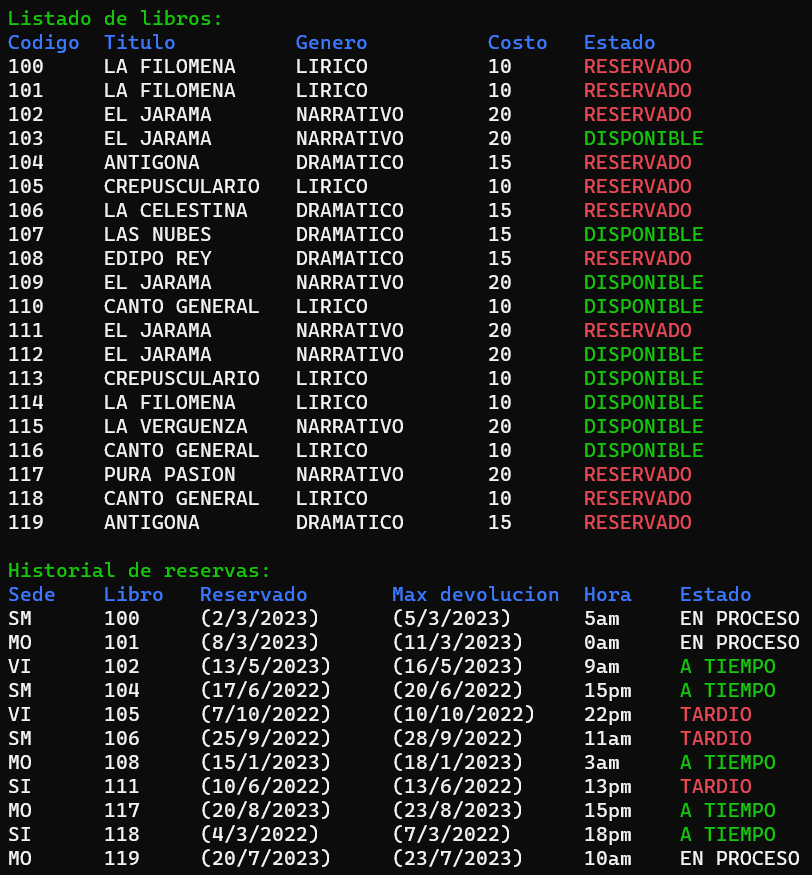 Listado de libros:
Codigo Titulo Genero Costo Estado
100 LA FILOMENA LIRICO 10 RESERVADO
101 LA FILOMENA LIRICO 10 RESERVADO
102 EL JARAMA NARRATIVO 20 RESERVADO
103 EL JARAMA NARRATIVO 20 DISPONIBLE
104 ANTIGONA DRAMATICO 15 RESERVADO
105 CREPUSCULARIO LIRICO 10 RESERVADO
106 LA CELESTINA DRAMATICO 15 RESERVADO
107 LAS NUBES DRAMATICO 15 DISPONIBLE
108 EDIPO REY DRAMATICO 15 RESERVADO
109 EL JARAMA NARRATIVO 20 DISPONIBLE
110 CANTO GENERAL LIRICO 10 DISPONIBLE
111 EL JARAMA NARRATIVO 20 RESERVADO
112 EL JARAMA NARRATIVO 20 DISPONIBLE
113 CREPUSCULARIO LIRICO 10 DISPONIBLE
114 LA FILOMENA LIRICO 10 DISPONIBLE
115 LA VERGUENZA NARRATIVO 20 DISPONIBLE
116 CANTO GENERAL LIRICO 10 DISPONIBLE
117 PURA PASION NARRATIVO 20 RESERVADO
118 CANTO GENERAL LIRICO 10 RESERVADO
119 ANTIGONA DRAMATICO 15 RESERVADO
Historial de reservas:
Sede Libro Reservado Max devolucion Hora Estado
SM 100 (2/3/2023) (5/3/2023) 5am EN PROCESO
MO 101 (8/3/2023) (11/3/2023) 0am EN PROCESO
VI 102 (13/5/2023) (16/5/2023) 9am A TIEMPO
SM 104 (17/6/2022) (20/6/2022) 15pm A TIEMPO
VI 105 (7/10/2022) (10/10/2022) 22pm TARDIO
SM 106 (25/9/2022) (28/9/2022) 11am TARDIO
MO 108 (15/1/2023) (18/1/2023) 3am A TIEMPO
SI 111 (10/6/2022) (13/6/2022) 13pm TARDIO
MO 117 (20/8/2023) (23/8/2023) 15pm A TIEMPO
SI 118 (4/3/2022) (7/3/2022) 18pm A TIEMPO
MO 119 (20/7/2023) (23/7/2023) 10am EN PROCESO